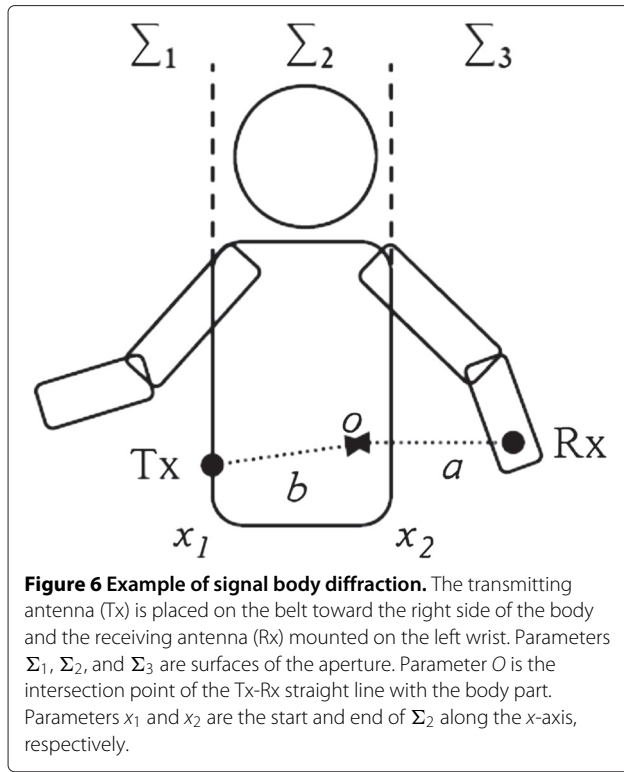 Σ₁ Σ₂ Σ₃
o
Tx b a Rx
x₁ x₂
Figure 6 Example of signal body diffraction. The transmitting
antenna (Tx) is placed on the belt toward the right side of the body
and the receiving antenna (Rx) mounted on the left wrist. Parameters
Σ₁, Σ₂, and Σ₃ are surfaces of the aperture. Parameter O is the
intersection point of the Tx-Rx straight line with the body part.
Parameters x₁ and x₂ are the start and end of Σ₂ along the x-axis,
respectively.